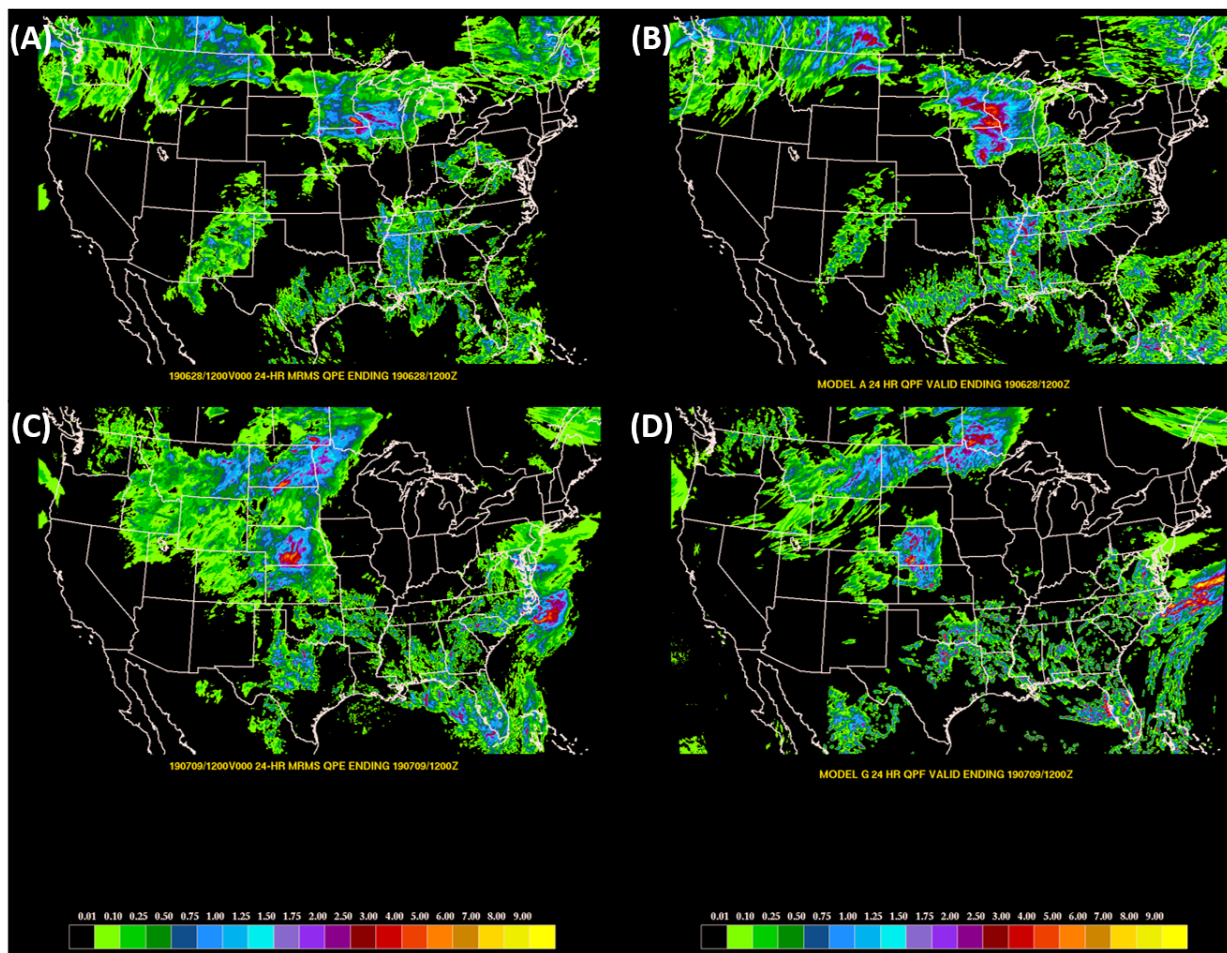 (A)
(B)
190628/1200V000 24-HR MRMS QPE ENDING 190628/1200Z
MODEL A 24 HR QPF VALID ENDING 190628/1200Z
(C)
(D)
190709/1200V000 24-HR MRMS QPE ENDING 190709/1200Z
MODEL G 24 HR QPF VALID ENDING 190709/1200Z
0.01 0.10 0.25 0.50 0.75 1.00 1.25 1.50 1.75 2.00 2.50 3.00 4.00 5.00 6.00 7.00 8.00 9.00
0.01 0.10 0.25 0.50 0.75 1.00 1.25 1.50 1.75 2.00 2.50 3.00 4.00 5.00 6.00 7.00 8.00 9.00